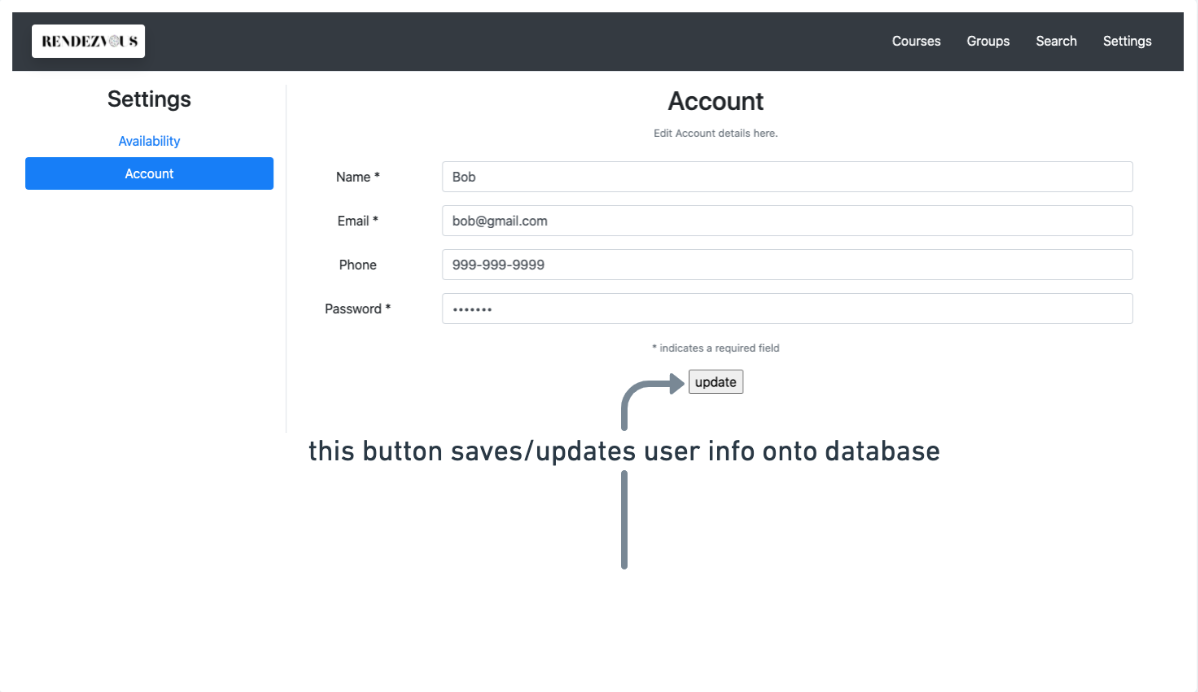 RENDEZVOUS
Courses Groups Search Settings
Settings
Availability
Account
Account
Edit Account details here.
Name * Bob
Email * bob@gmail.com
Phone 999-999-9999
Password * •••••••
* indicates a required field
update
this button saves/updates user info onto database